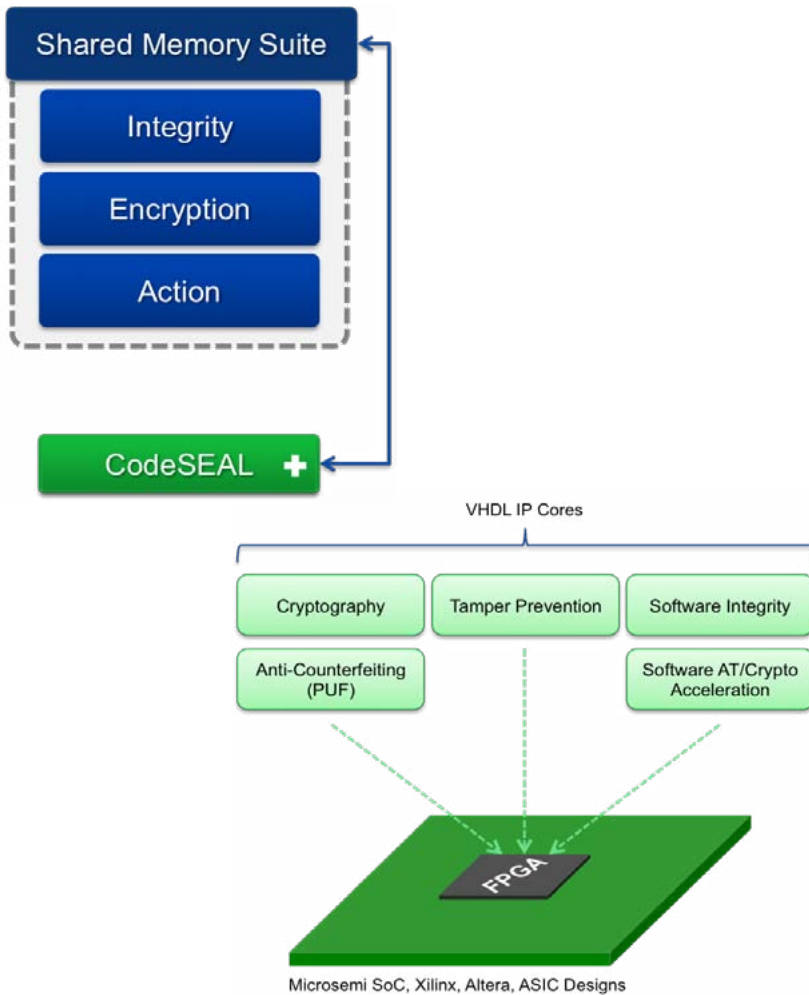 Shared Memory Suite
Integrity
Encryption
Action
CodeSEAL
VHDL IP Cores
Cryptography
Tamper Prevention
Software Integrity
Anti-Counterfeiting
(PUF)
Software AT/Crypto
Acceleration
FPGA
Microsemi SoC, Xilinx, Altera, ASIC Designs